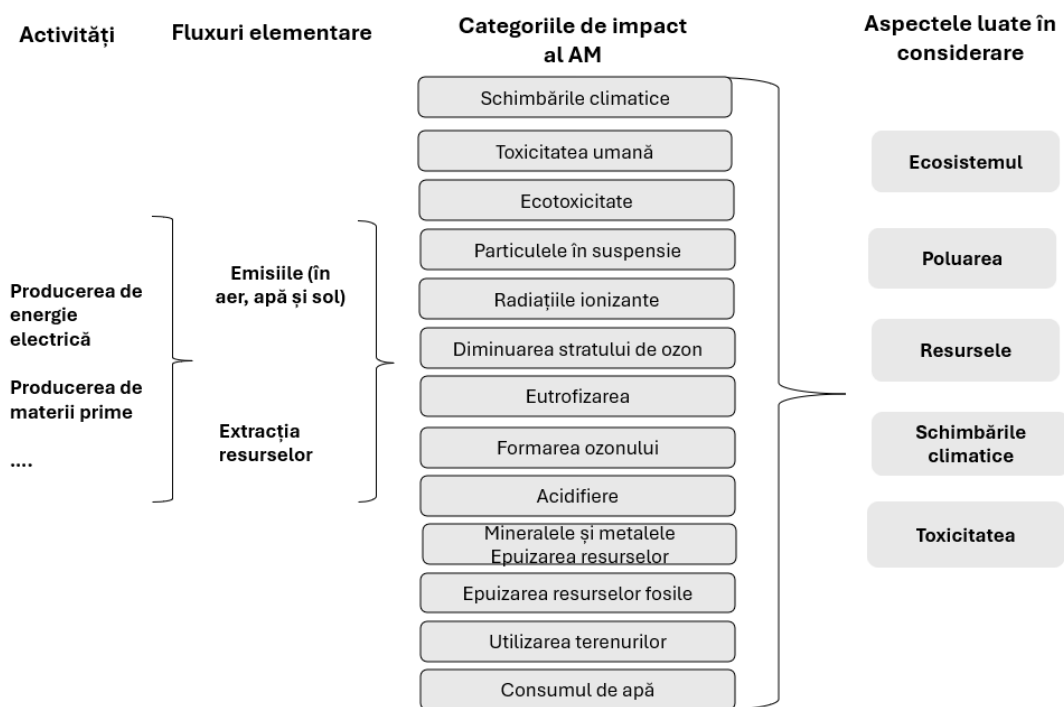 Activități
Fluxuri elementare
Categoriile de impact
al AM
Aspectele luate în
considerare
Producerea de
energie
electrică
Producerea de
materii prime
....
Emisiile (în
aer, apă și sol)
Extracția
resurselor
Schimbările climatice
Toxicitatea umană
Ecotoxicitate
Particulele în suspensie
Radiațiile ionizante
Diminuarea stratului de ozon
Eutrofizarea
Formarea ozonului
Acidifiere
Mineralele și metalele
Epuizarea resurselor
Epuizarea resurselor fosile
Utilizarea terenurilor
Consumul de apă
Ecosistemul
Poluarea
Resursele
Schimbările
climatice
Toxicitatea